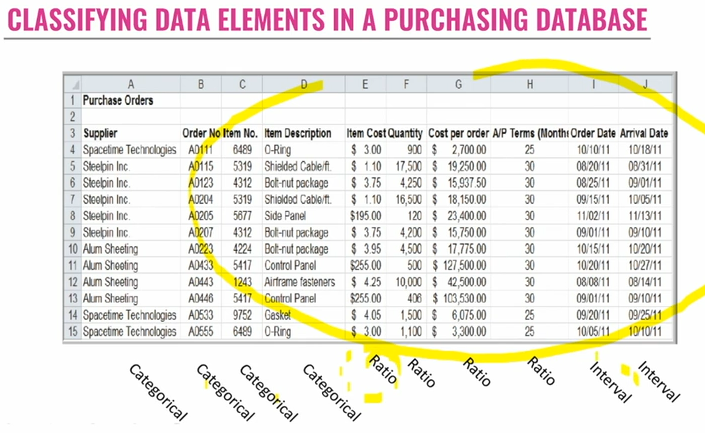 CLASSIFYING DATA ELEMENTS IN A PURCHASING DATABASE
A B C D E F G H I J
1 Purchase Orders
2
3 Supplier Order No Item No. Item Description Item Cost Quantity Cost per order A/P Terms (Months Order Date Arrival Date
4 Spacetime Technologies A0111 6489 O-Ring $ 3.00 900 $ 2,700.00 25 10/10/11 10/18/11
5 Steelpin Inc. A0115 5319 Shielded Cable/ft. $ 1.10 17,500 $ 19,250.00 30 08/20/11 08/31/11
6 Steelpin Inc. A0123 4312 Bolt-nut package $ 3.75 4,250 $ 15,937.50 30 08/25/11 09/01/11
7 Steelpin Inc. A0204 5319 Shielded Cable/ft. $ 1.10 16,500 $ 18,150.00 30 09/15/11 10/05/11
8 Steelpin Inc. A0205 5677 Side Panel $195.00 120 $ 23,400.00 30 11/02/11 11/13/11
9 Steelpin Inc. A0207 4312 Bolt-nut package $ 3.75 4,200 $ 15,750.00 30 09/01/11 09/10/11
10 Alum Sheeting A0223 4224 Bolt-nut package $ 3.95 4,500 $ 17,775.00 30 10/15/11 10/20/11
11 Alum Sheeting A0433 5417 Control Panel $255.00 500 $ 127,500.00 30 10/20/11 10/27/11
12 Alum Sheeting A0443 1243 Airframe fasteners $ 4.25 10,000 $ 42,500.00 30 08/08/11 08/14/11
13 Alum Sheeting A0446 5417 Control Panel $255.00 406 $ 103,530.00 30 09/01/11 09/10/11
14 Spacetime Technologies A0533 9752 Gasket $ 4.05 1,500 $ 6,075.00 25 09/20/11 09/25/11
15 Spacetime Technologies A0555 6489 O-Ring $ 3.00 1,100 $ 3,300.00 25 10/05/11 10/10/11
Categorical Categorical Categorical Categorical Ratio Ratio Ratio Ratio Interval Interval